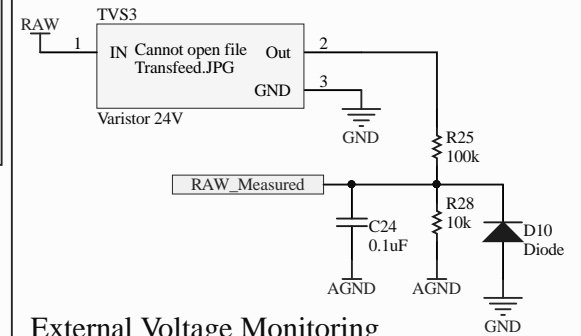 TVS3
RAW
1
IN
Cannot open file
Transfeed.JPG
Out
2
GND
3
Varistor 24V
GND
R25
100k
RAW_Measured
R28
10k
C24
0.1uF
D10
Diode
AGND
AGND
GND
External Voltage Monitoring